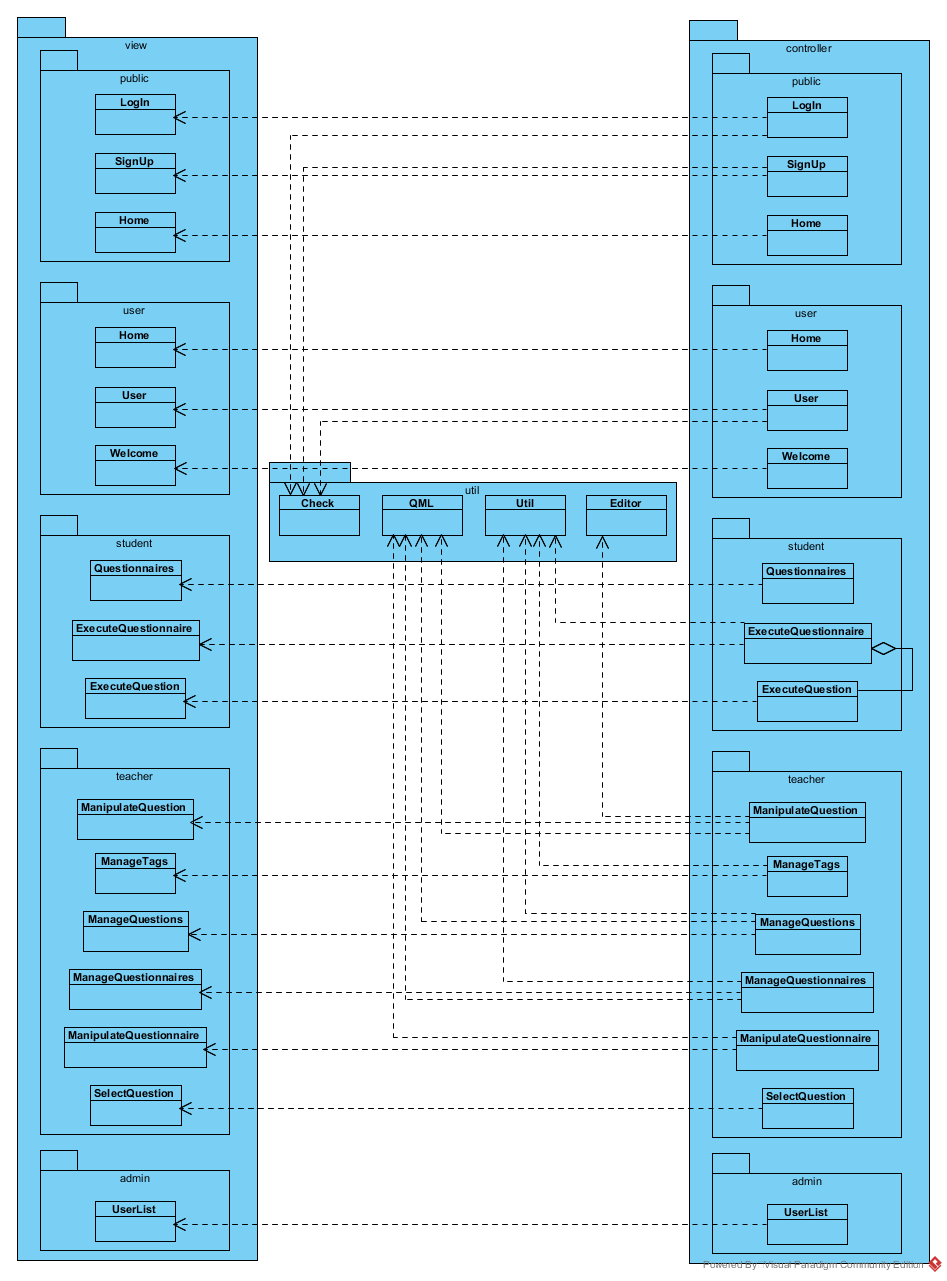 view
public
LogIn
SignUp
Home
user
Home
User
Welcome
student
Questionnaires
ExecuteQuestionnaire
ExecuteQuestion
teacher
ManipulateQuestion
ManageTags
ManageQuestions
ManageQuestionnaires
ManipulateQuestionnaire
SelectQuestion
admin
UserList
util
Check
QML
Util
Editor
controller
public
LogIn
SignUp
Home
user
Home
User
Welcome
student
Questionnaires
ExecuteQuestionnaire
ExecuteQuestion
teacher
ManipulateQuestion
ManageTags
ManageQuestions
ManageQuestionnaires
ManipulateQuestionnaire
SelectQuestion
admin
UserList
Powered By Visual Paradigm Community Edition